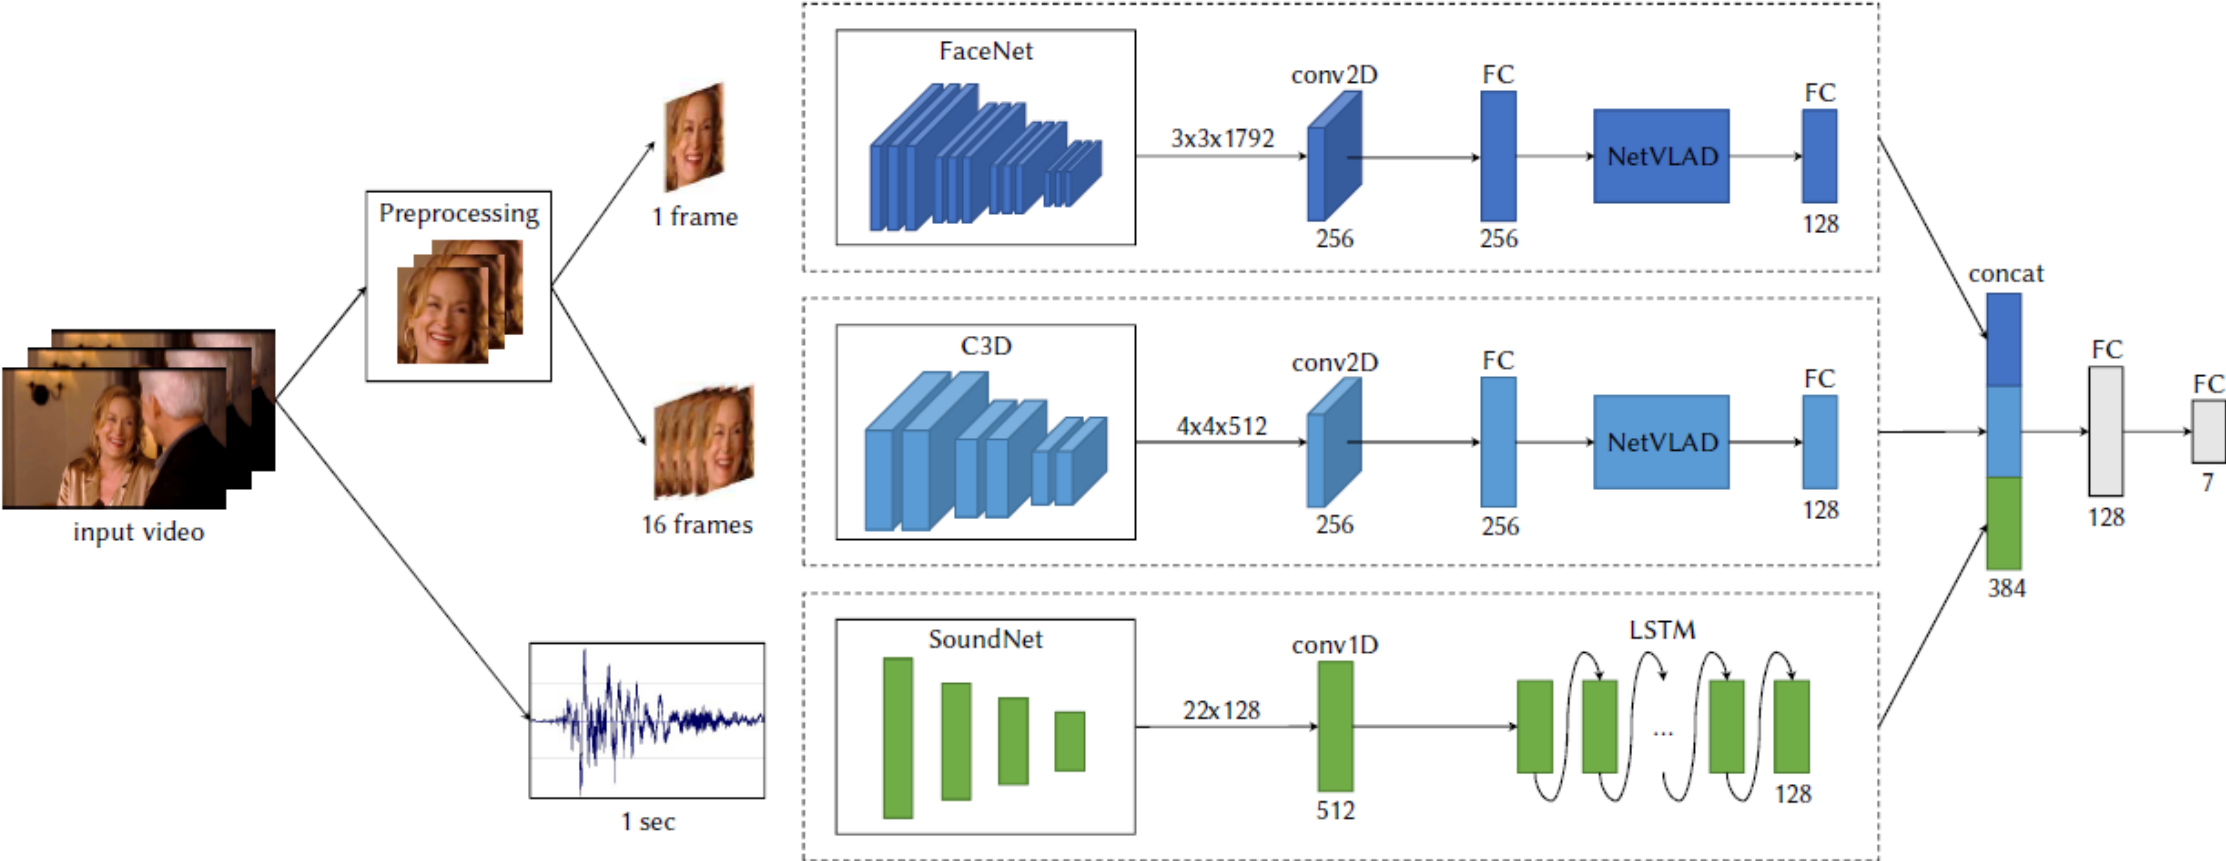 input video
Preprocessing
1 frame
16 frames
1 sec
FaceNet
3x3x1792
conv2D
256
FC
256
NetVLAD
FC
128
C3D
4x4x512
conv2D
256
FC
256
NetVLAD
FC
128
SoundNet
22x128
conv1D
512
LSTM
...
128
concat
384
FC
128
FC
7